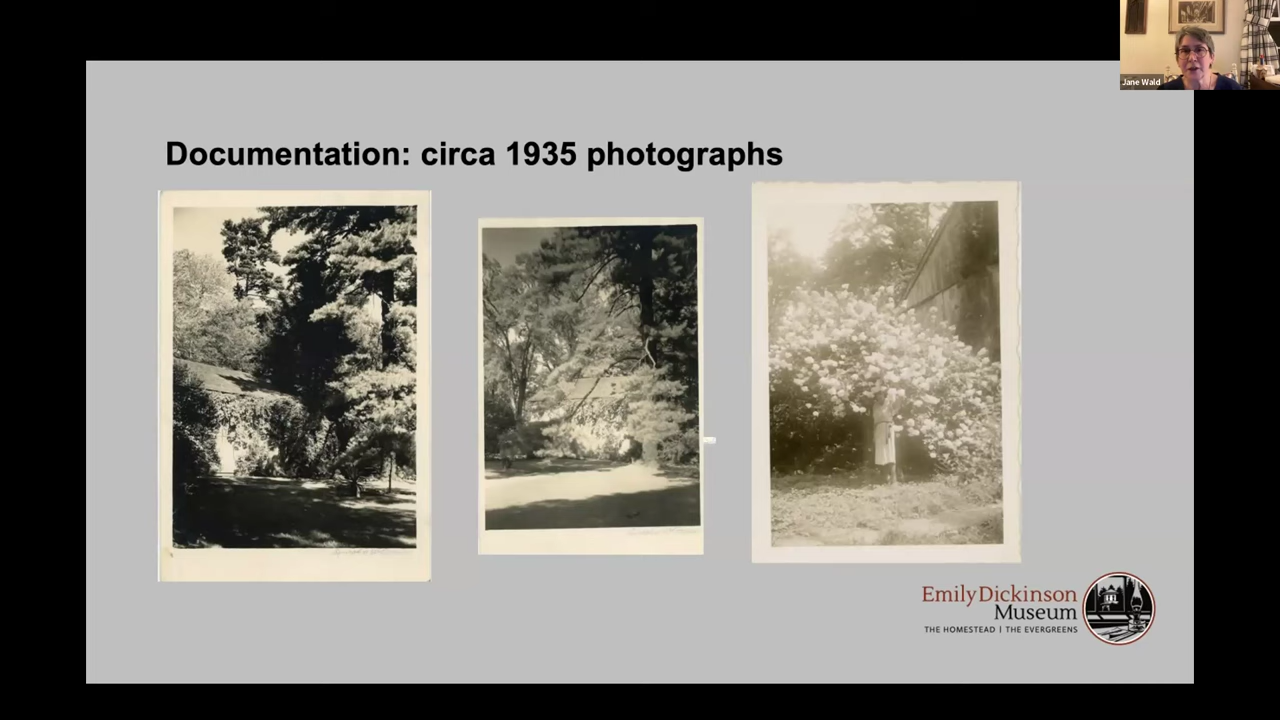 Jane Wald
Documentation: circa 1935 photographs
Emily Dickinson
Museum
THE HOMESTEAD | THE EVERGREENS